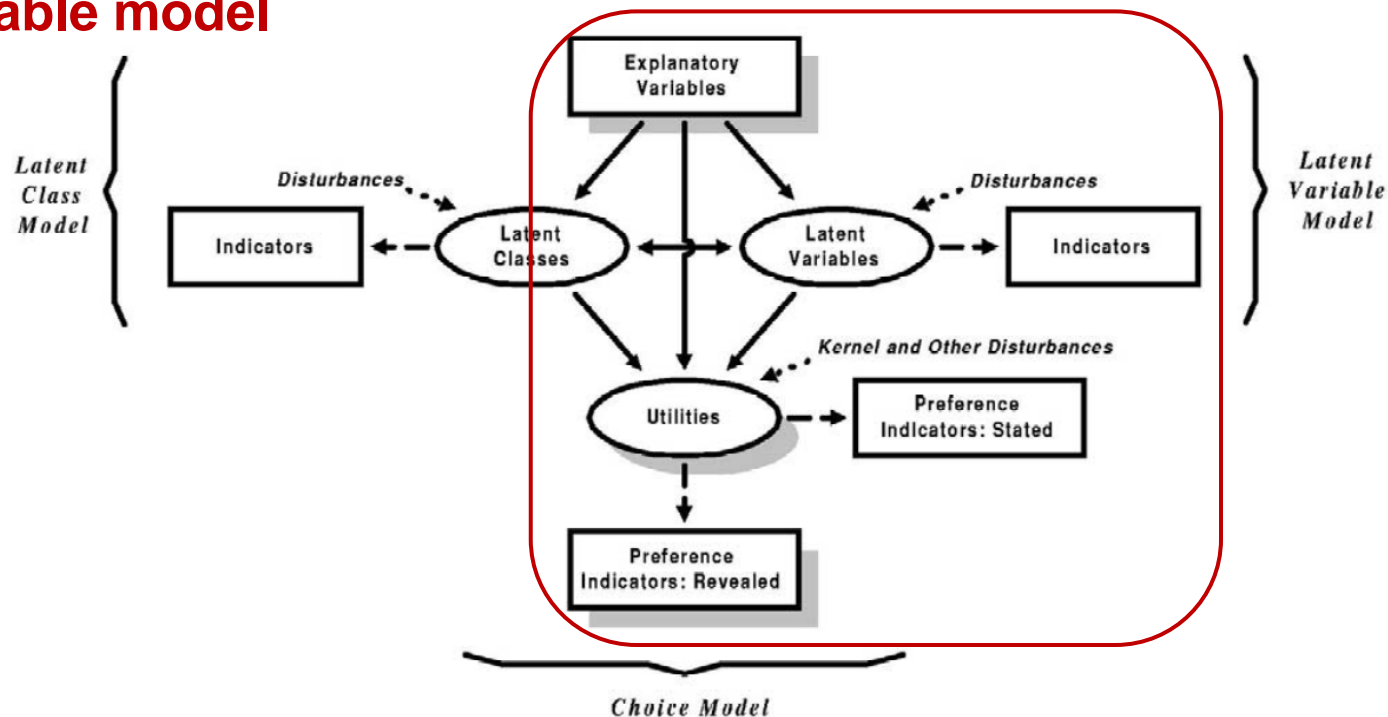 able model
Explanatory
Variables
Latent
Class
Model
Latent
Variable
Model
Disturbances
Disturbances
Indicators
Latent
Classes
Latent
Variables
Indicators
Kernel and Other Disturbances
Utilities
Preference
Indicators: Stated
Preference
Indicators: Revealed
Choice Model